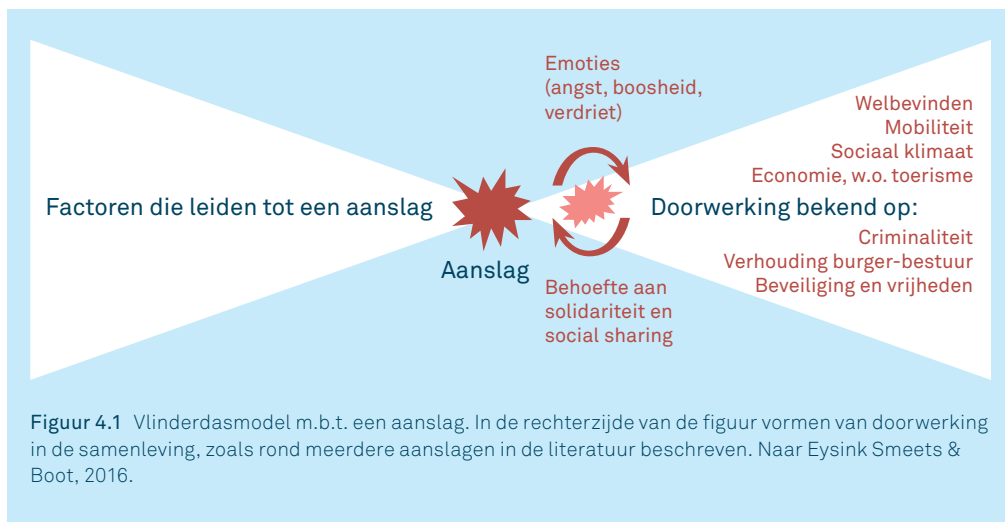 Emoties
(angst, boosheid,
verdriet)
Welbevinden
Mobiliteit
Sociaal klimaat
Economie, w.o. toerisme
Factoren die leiden tot een aanslag
Doorwerking bekend op:
Aanslag
Criminaliteit
Verhouding burger-bestuur
Beveiliging en vrijheden
Behoefte aan
solidariteit en
social sharing
Figuur 4.1 Vlinderdasmodel m.b.t. een aanslag. In de rechterzijde van de figuur vormen van doorwerking
in de samenleving, zoals rond meerdere aanslagen in de literatuur beschreven. Naar Eysink Smeets &
Boot, 2016.